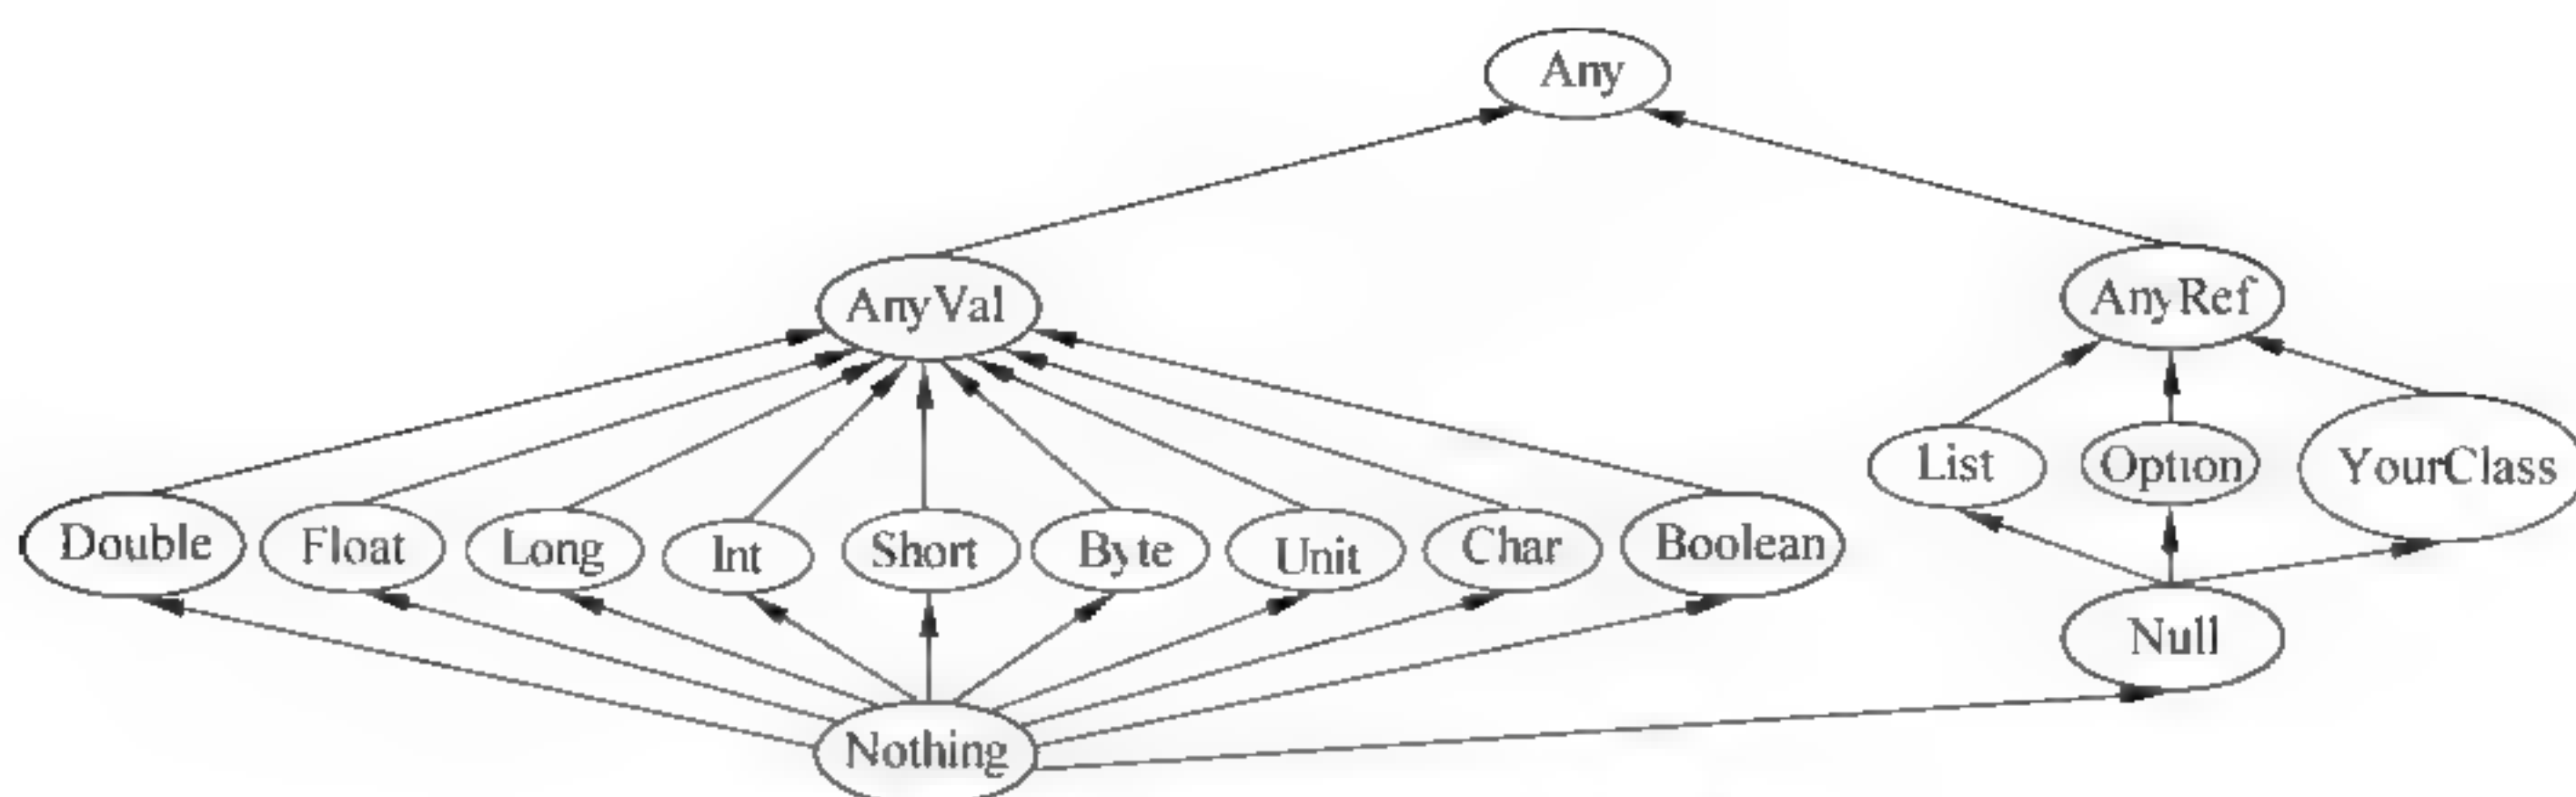 Any
AnyVal
AnyRef
List
Option
YourClass
Double
Float
Long
Int
Short
Byte
Unit
Char
Boolean
Null
Nothing